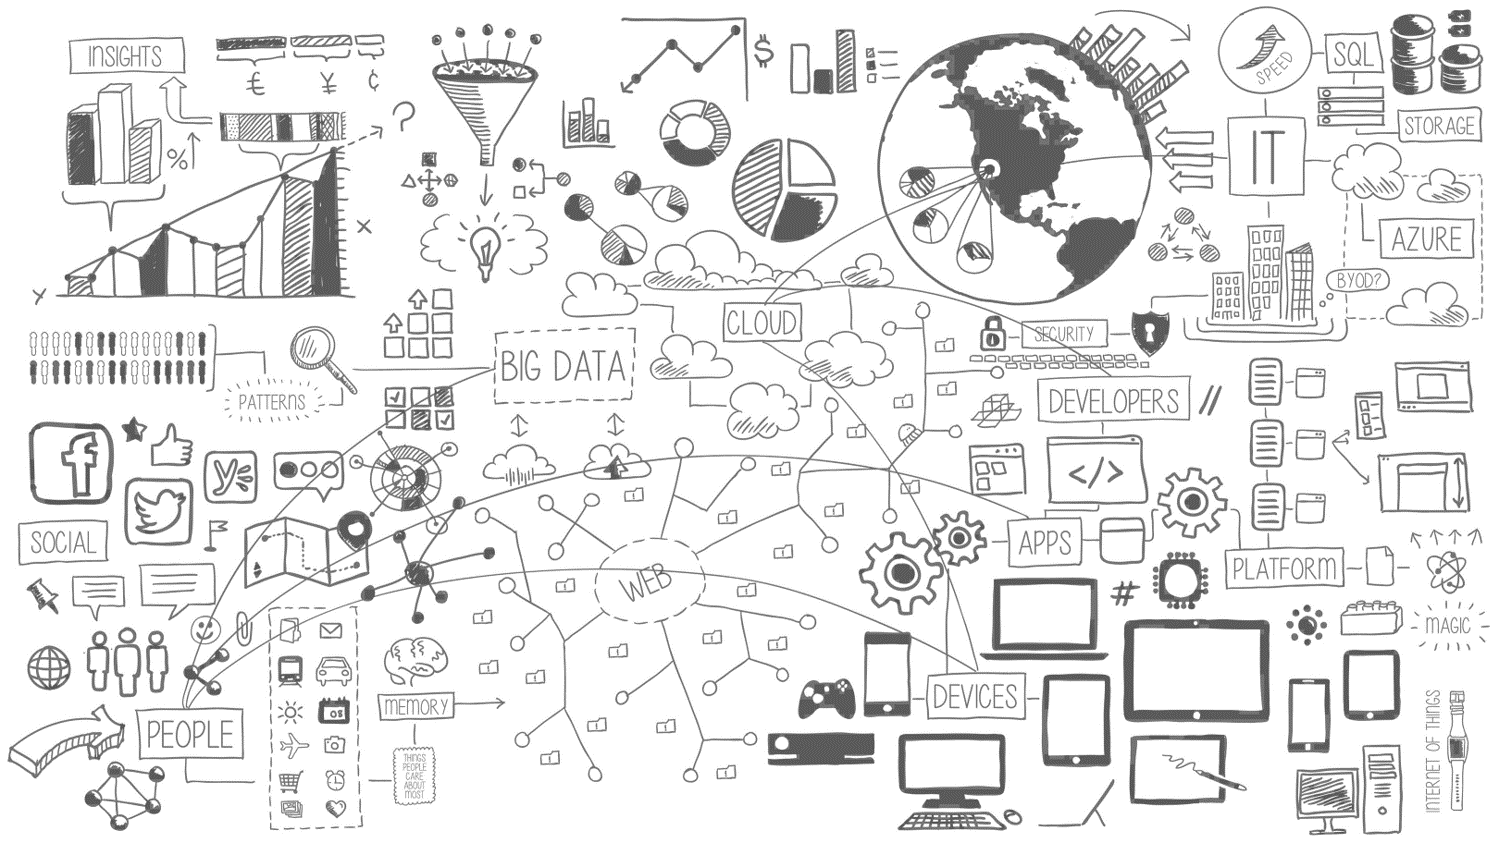 INSIGHTS
€
¥
¢
?
%
X
Y
$
SPEED
SQL
STORAGE
IT
AZURE
BYOD?
CLOUD
SECURITY
BIG DATA
PATTERNS
DEVELOPERS //
</>
f
y
SOCIAL
WEB
APPS
PLATFORM
#
MAGIC
MEMORY
PEOPLE
08
THINGS
PEOPLE
CARE
ABOUT
MOST
DEVICES
INTERNET OF THINGS